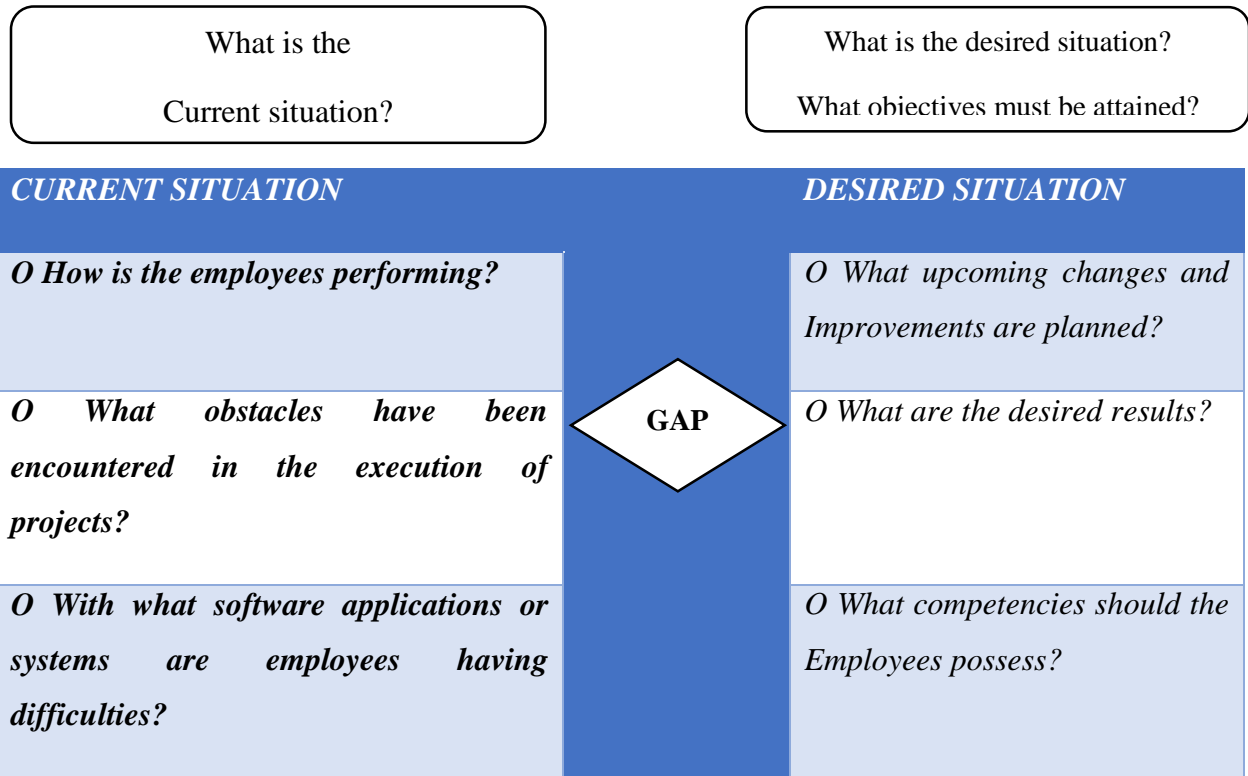 What is the
Current situation?
What is the desired situation?
What objectives must be attained?
CURRENT SITUATION
DESIRED SITUATION
O How is the employees performing?
O What upcoming changes and
Improvements are planned?
O What obstacles have been
encountered in the execution of
projects?
GAP
O What are the desired results?
O With what software applications or
systems are employees having
difficulties?
O What competencies should the
Employees possess?